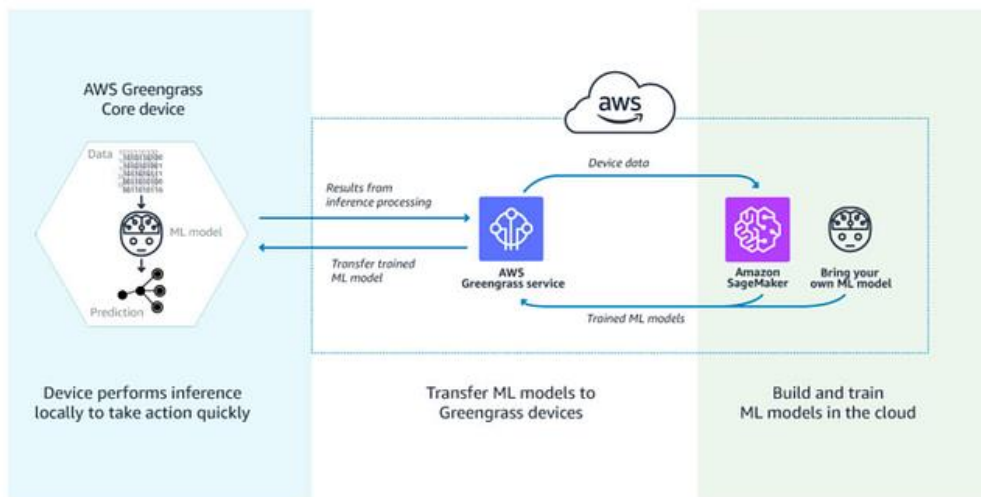 AWS Greengrass
Core device
Data
ML model
Prediction
Device performs inference
locally to take action quickly
aws
Device data
Results from
inference processing
Transfer trained
ML model
AWS
Greengrass service
Amazon
SageMaker
Bring your
own ML model
Trained ML models
Transfer ML models to
Greengrass devices
Build and train
ML models in the cloud